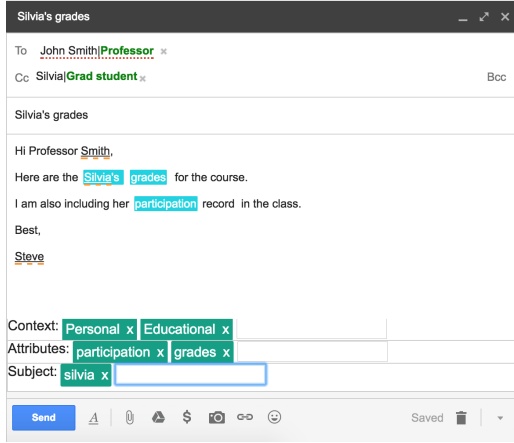 Silvia's grades
To John Smith|Professor x
Cc Silvia|Grad student x Bcc
Silvia's grades
Hi Professor Smith,
Here are the Silvia's grades for the course.
I am also including her participation record in the class.
Best,
Steve
Context: Personal x Educational x
Attributes: participation x grades x
Subject: silvia x
Send A $ Saved